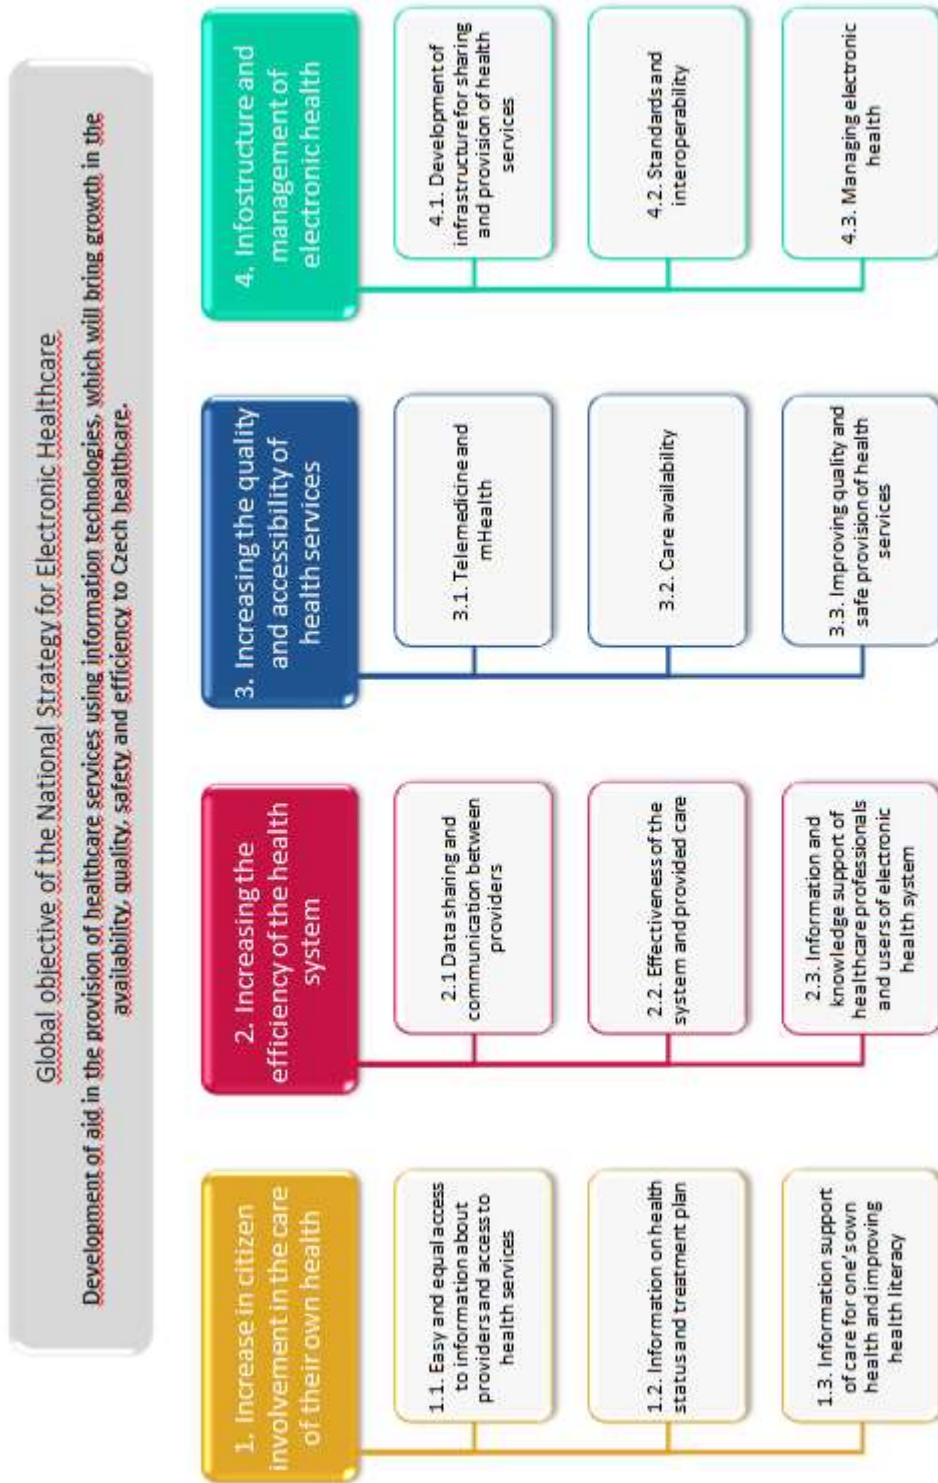 Global objective of the National Strategy for Electronic Healthcare
Development of aid in the provision of healthcare services using information technologies, which will bring growth in the
availability, quality, safety and efficiency to Czech healthcare.
1. Increase in citizen
involvement in the care
of their own health
1.1. Easy and equal access
to information about
providers and access to
health services
1.2. Information on health
status and treatment plan
1.3. Information support
of care for one's own
health and improving
health literacy
2. Increasing the
efficiency of the health
system
2.1 Data sharing and
communication between
providers
2.2. Effectiveness of the
system and provided care
2.3. Information and
knowledge support of
healthcare professionals
and users of electronic
health system
3. Increasing the quality
and accessibility of
health services
3.1. Telemedicine and
mHealth
3.2. Care availability
3.3. Improving quality and
safe provision of health
services
4. Infostructure and
management of
electronic health
4.1. Development of
infrastructure for sharing
and provision of health
services
4.2. Standards and
interoperability
4.3. Managing electronic
health